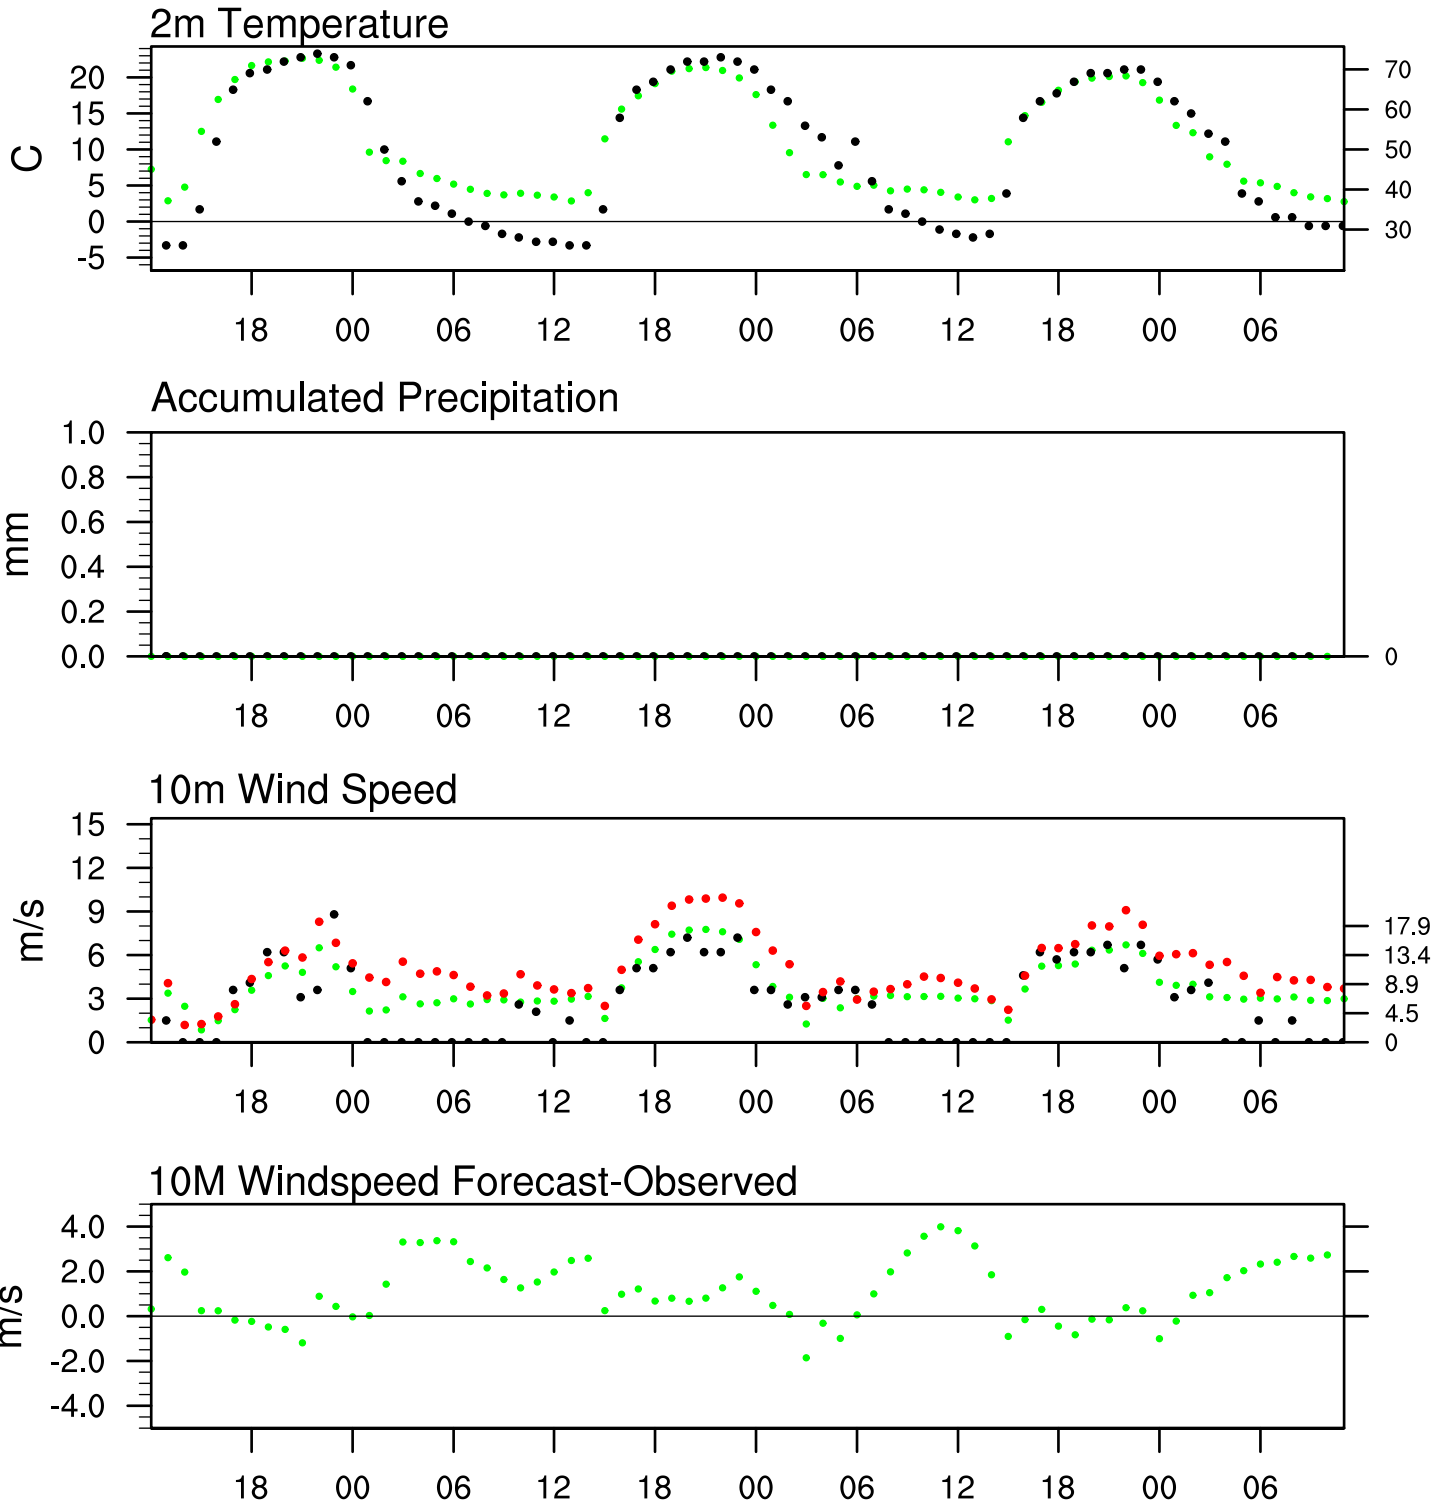 2m Temperature
20
15
10
5
0
-5
C
70
60
50
40
30
18 00 06 12 18 00 06 12 18 00 06
Accumulated Precipitation
1.0
0.8
0.6
0.4
0.2
0.0
mm
0
18 00 06 12 18 00 06 12 18 00 06
10m Wind Speed
15
12
9
6
3
0
m/s
17.9
13.4
8.9
4.5
0
18 00 06 12 18 00 06 12 18 00 06
10M Windspeed Forecast-Observed
4.0
2.0
0.0
-2.0
-4.0
m/s
18 00 06 12 18 00 06 12 18 00 06